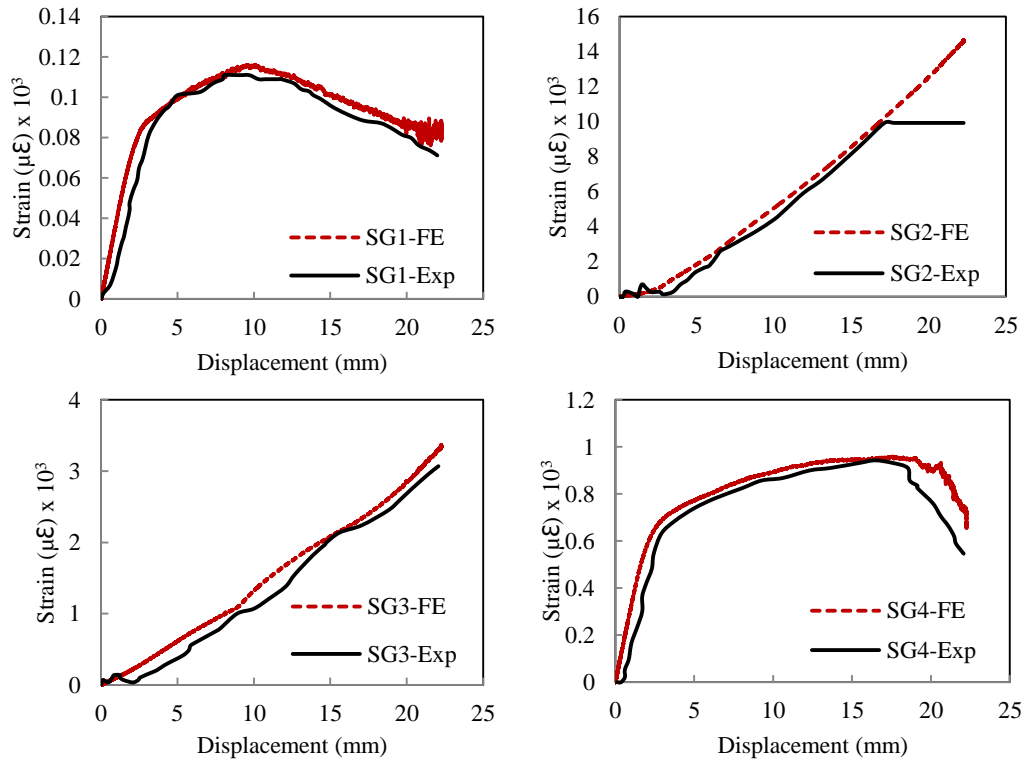 0.14
0.12
0.1
0.08
0.06
0.04
0.02
0
Strain (µƐ) x 10³
SG1-FE
SG1-Exp
0 5 10 15 20 25
Displacement (mm)
16
14
12
10
8
6
4
2
0
Strain (µƐ) x 10³
SG2-FE
SG2-Exp
0 5 10 15 20 25
Displacement (mm)
4
3
2
1
0
Strain (µƐ) x 10³
SG3-FE
SG3-Exp
0 5 10 15 20 25
Displacement (mm)
1.2
1
0.8
0.6
0.4
0.2
0
Strain (µƐ) x 10³
SG4-FE
SG4-Exp
0 5 10 15 20 25
Displacement (mm)